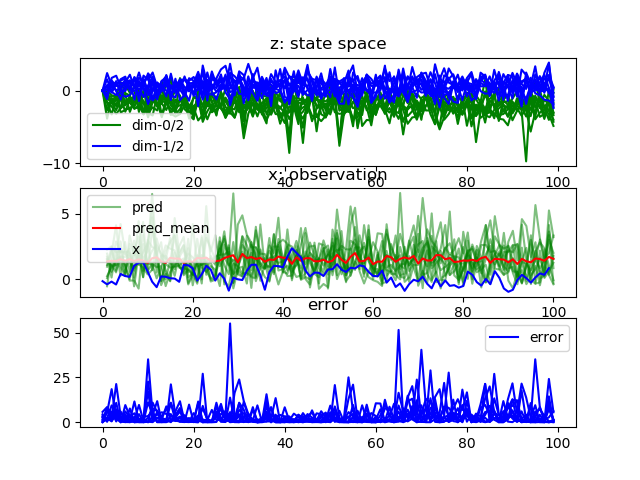 z: state space
0
−10
dim-0/2
dim-1/2
0 20 40 60 80 100
x: observation
5
0
pred
pred_mean
x
0 20 40 60 80 100
error
50
25
0
error
0 20 40 60 80 100